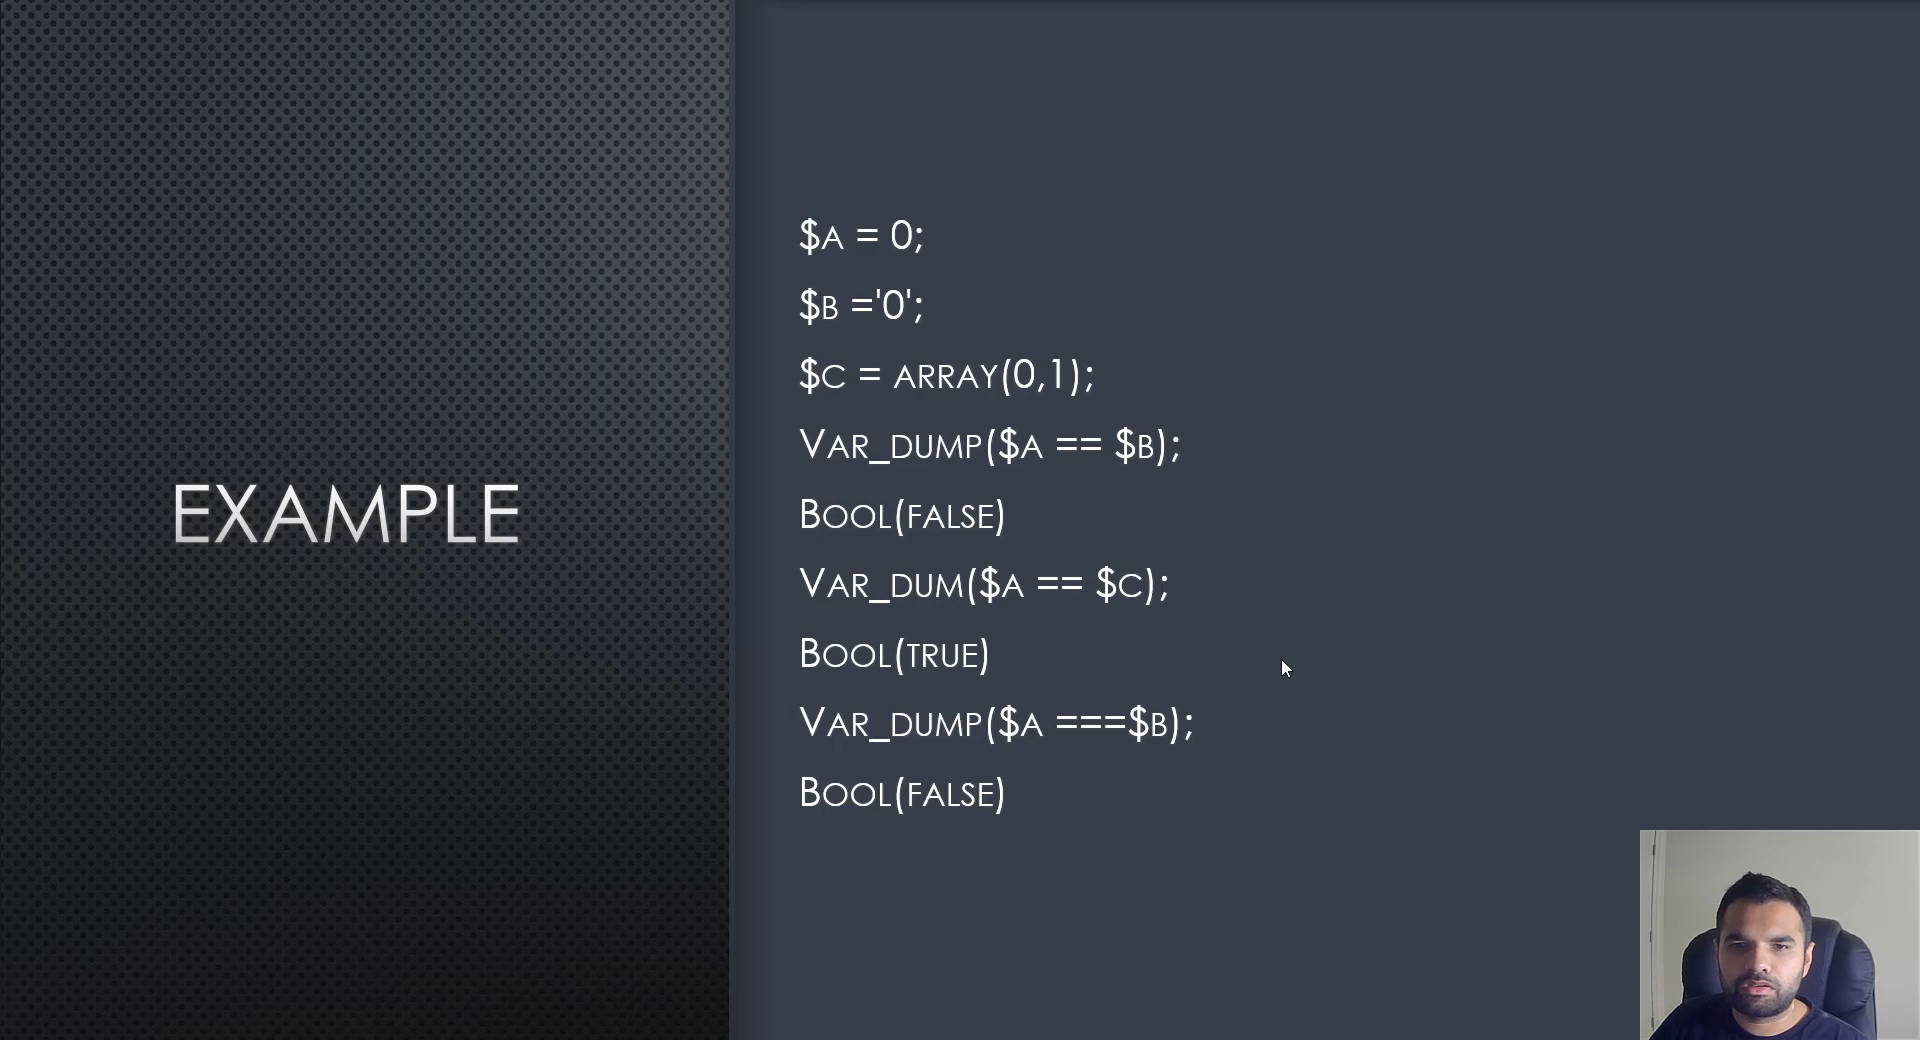 EXAMPLE
$A = 0;
$B ='0';
$C = ARRAY(0,1);
VAR_DUMP($A == $B);
BOOL(FALSE)
VAR_DUM($A == $C);
BOOL(TRUE)
VAR_DUMP($A ===$B);
BOOL(FALSE)